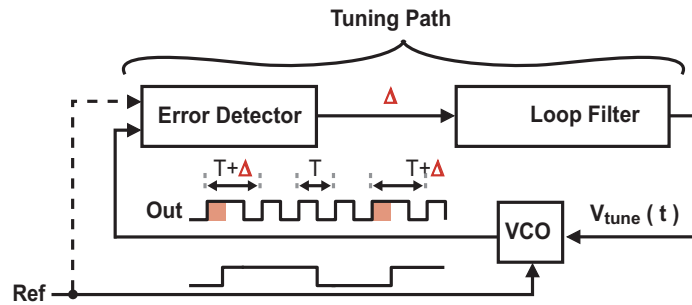 Tuning Path
Error Detector
Δ
Loop Filter
T+Δ
T
T+Δ
Out
VCO
Vtune ( t )
Ref